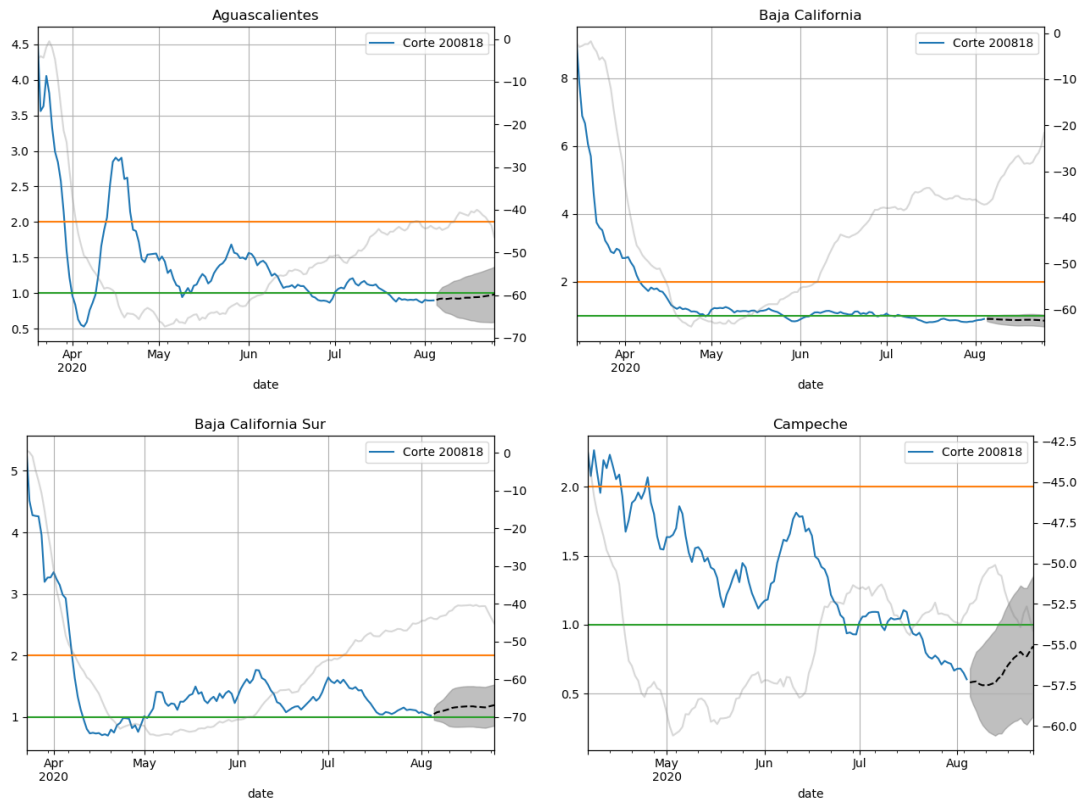 Aguascalientes
Corte 200818
4.5
4.0
3.5
3.0
2.5
2.0
1.5
1.0
0.5
0
−10
−20
−30
−40
−50
−60
−70
Apr
2020
May
Jun
Jul
Aug
date
Baja California
Corte 200818
8
6
4
2
0
−10
−20
−30
−40
−50
−60
Apr
2020
May
Jun
Jul
Aug
date
Baja California Sur
Corte 200818
5
4
3
2
1
0
−10
−20
−30
−40
−50
−60
−70
Apr
2020
May
Jun
Jul
Aug
date
Campeche
Corte 200818
2.0
1.5
1.0
0.5
−42.5
−45.0
−47.5
−50.0
−52.5
−55.0
−57.5
−60.0
May
2020
Jun
Jul
Aug
date